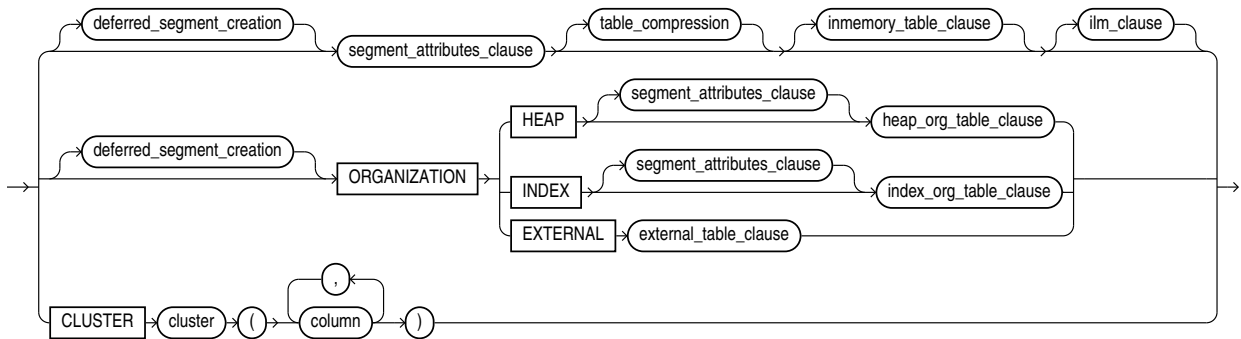 deferred_segment_creation
segment_attributes_clause
table_compression
inmemory_table_clause
ilm_clause
deferred_segment_creation
ORGANIZATION
HEAP
segment_attributes_clause
heap_org_table_clause
INDEX
segment_attributes_clause
index_org_table_clause
EXTERNAL
external_table_clause
CLUSTER
cluster
(
,
column
)